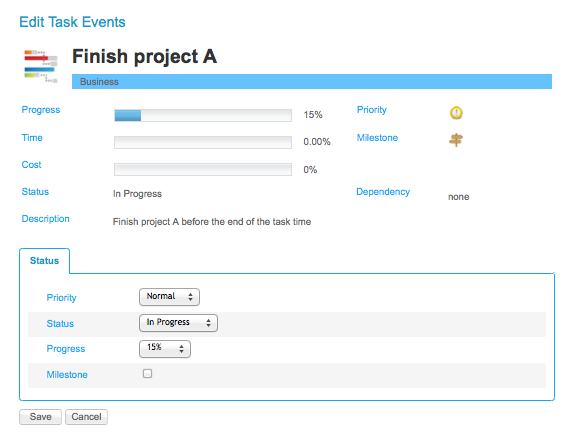 Edit Task Events
Finish project A
Business
Progress 15% Priority
Time 0.00% Milestone
Cost 0%
Status In Progress Dependency none
Description Finish project A before the end of the task time
Status
Priority Normal
Status In Progress
Progress 15%
Milestone
Save Cancel